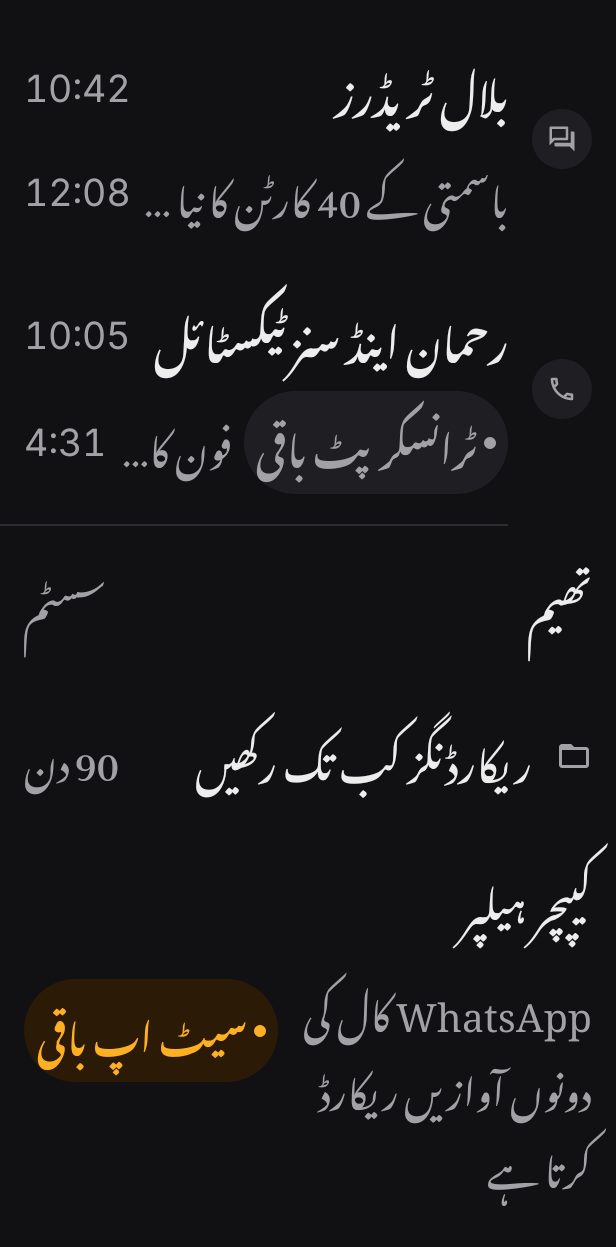 بلال ٹریڈرز 10:42
باسمتی کے 40 کارٹن کا نیا ... 12:08
رحمان اینڈ سنز ٹیکسٹائل 10:05
• ٹرانسکرپٹ باقی فون کا... 4:31
تھیم سسٹم
ریکارڈنگز کب تک رکھیں 90 دن
کیپچر ہیلپر
WhatsApp کال کی
• سیٹ اپ باقی
دونوں آوازیں ریکارڈ
کرتا ہے